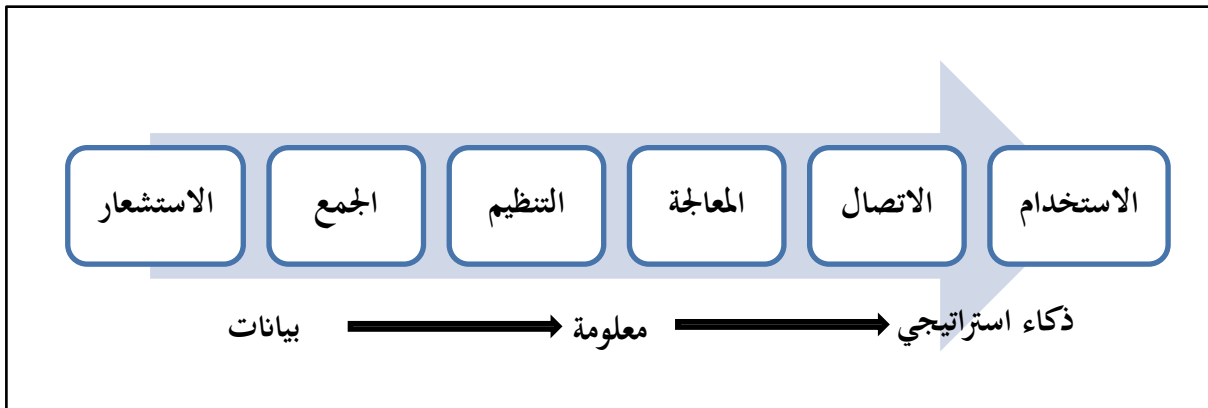 الاستشعار
الجمع
التنظيم
المعالجة
الاتصال
الاستخدام
بيانات
معلومة
ذكاء استراتيجي